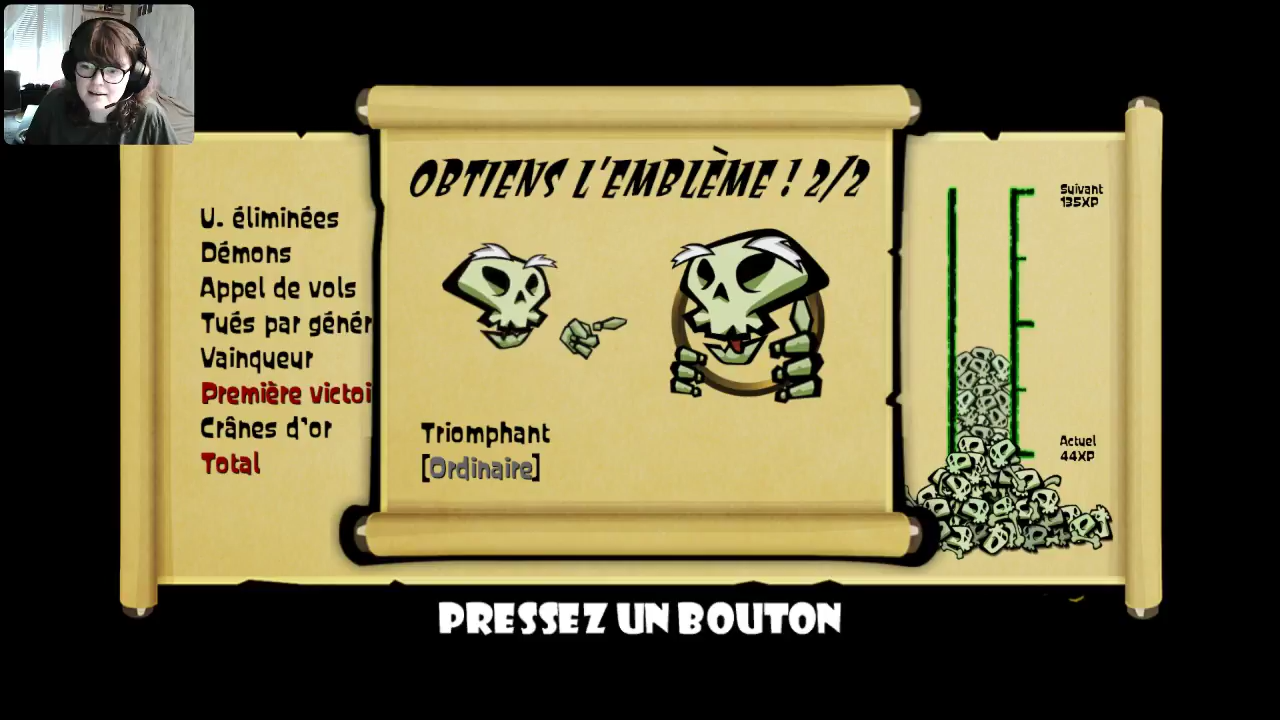 OBTIENS L'EMBLÈME ! 2/2
U. éliminées
Démons
Appel de vols
Tués par génér
Vainqueur
Première victoi
Crânes d'or
Total
Triomphant
[Ordinaire]
Suivant
135XP
Actuel
44XP
PRESSEZ UN BOUTON